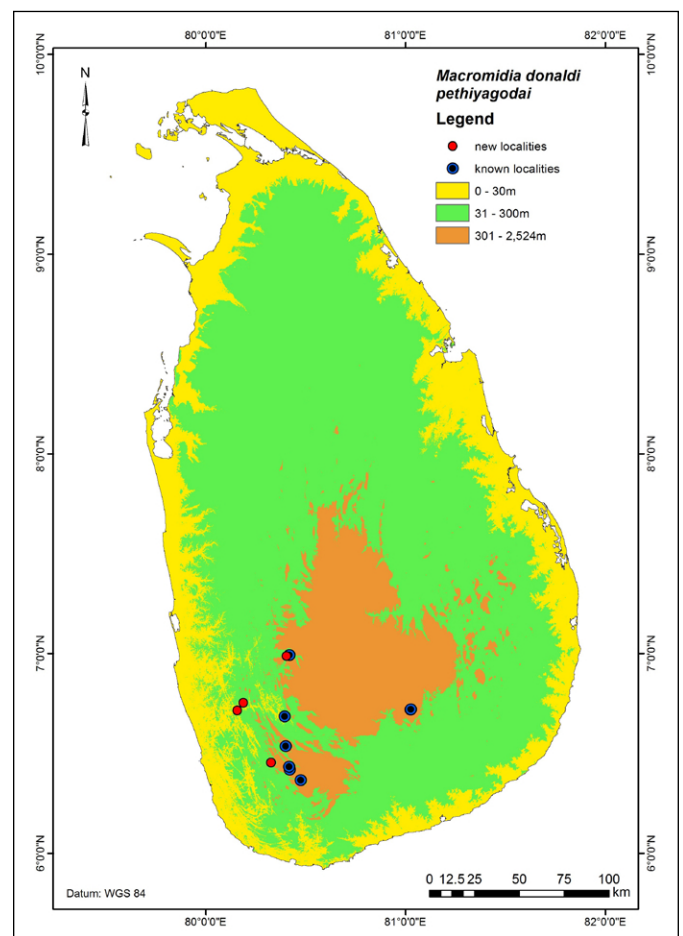 80°0'0"E 81°0'0"E 82°0'0"E
10°0'0"N
10°0'0"N
N
Macromidia donaldi
pethiyagodai
Legend
new localities
known localities
0 - 30m
31 - 300m
301 - 2,524m
9°0'0"N
9°0'0"N
8°0'0"N
8°0'0"N
7°0'0"N
7°0'0"N
6°0'0"N
6°0'0"N
Datum: WGS 84
0 12.5 25 50 75 100
km
80°0'0"E 81°0'0"E 82°0'0"E